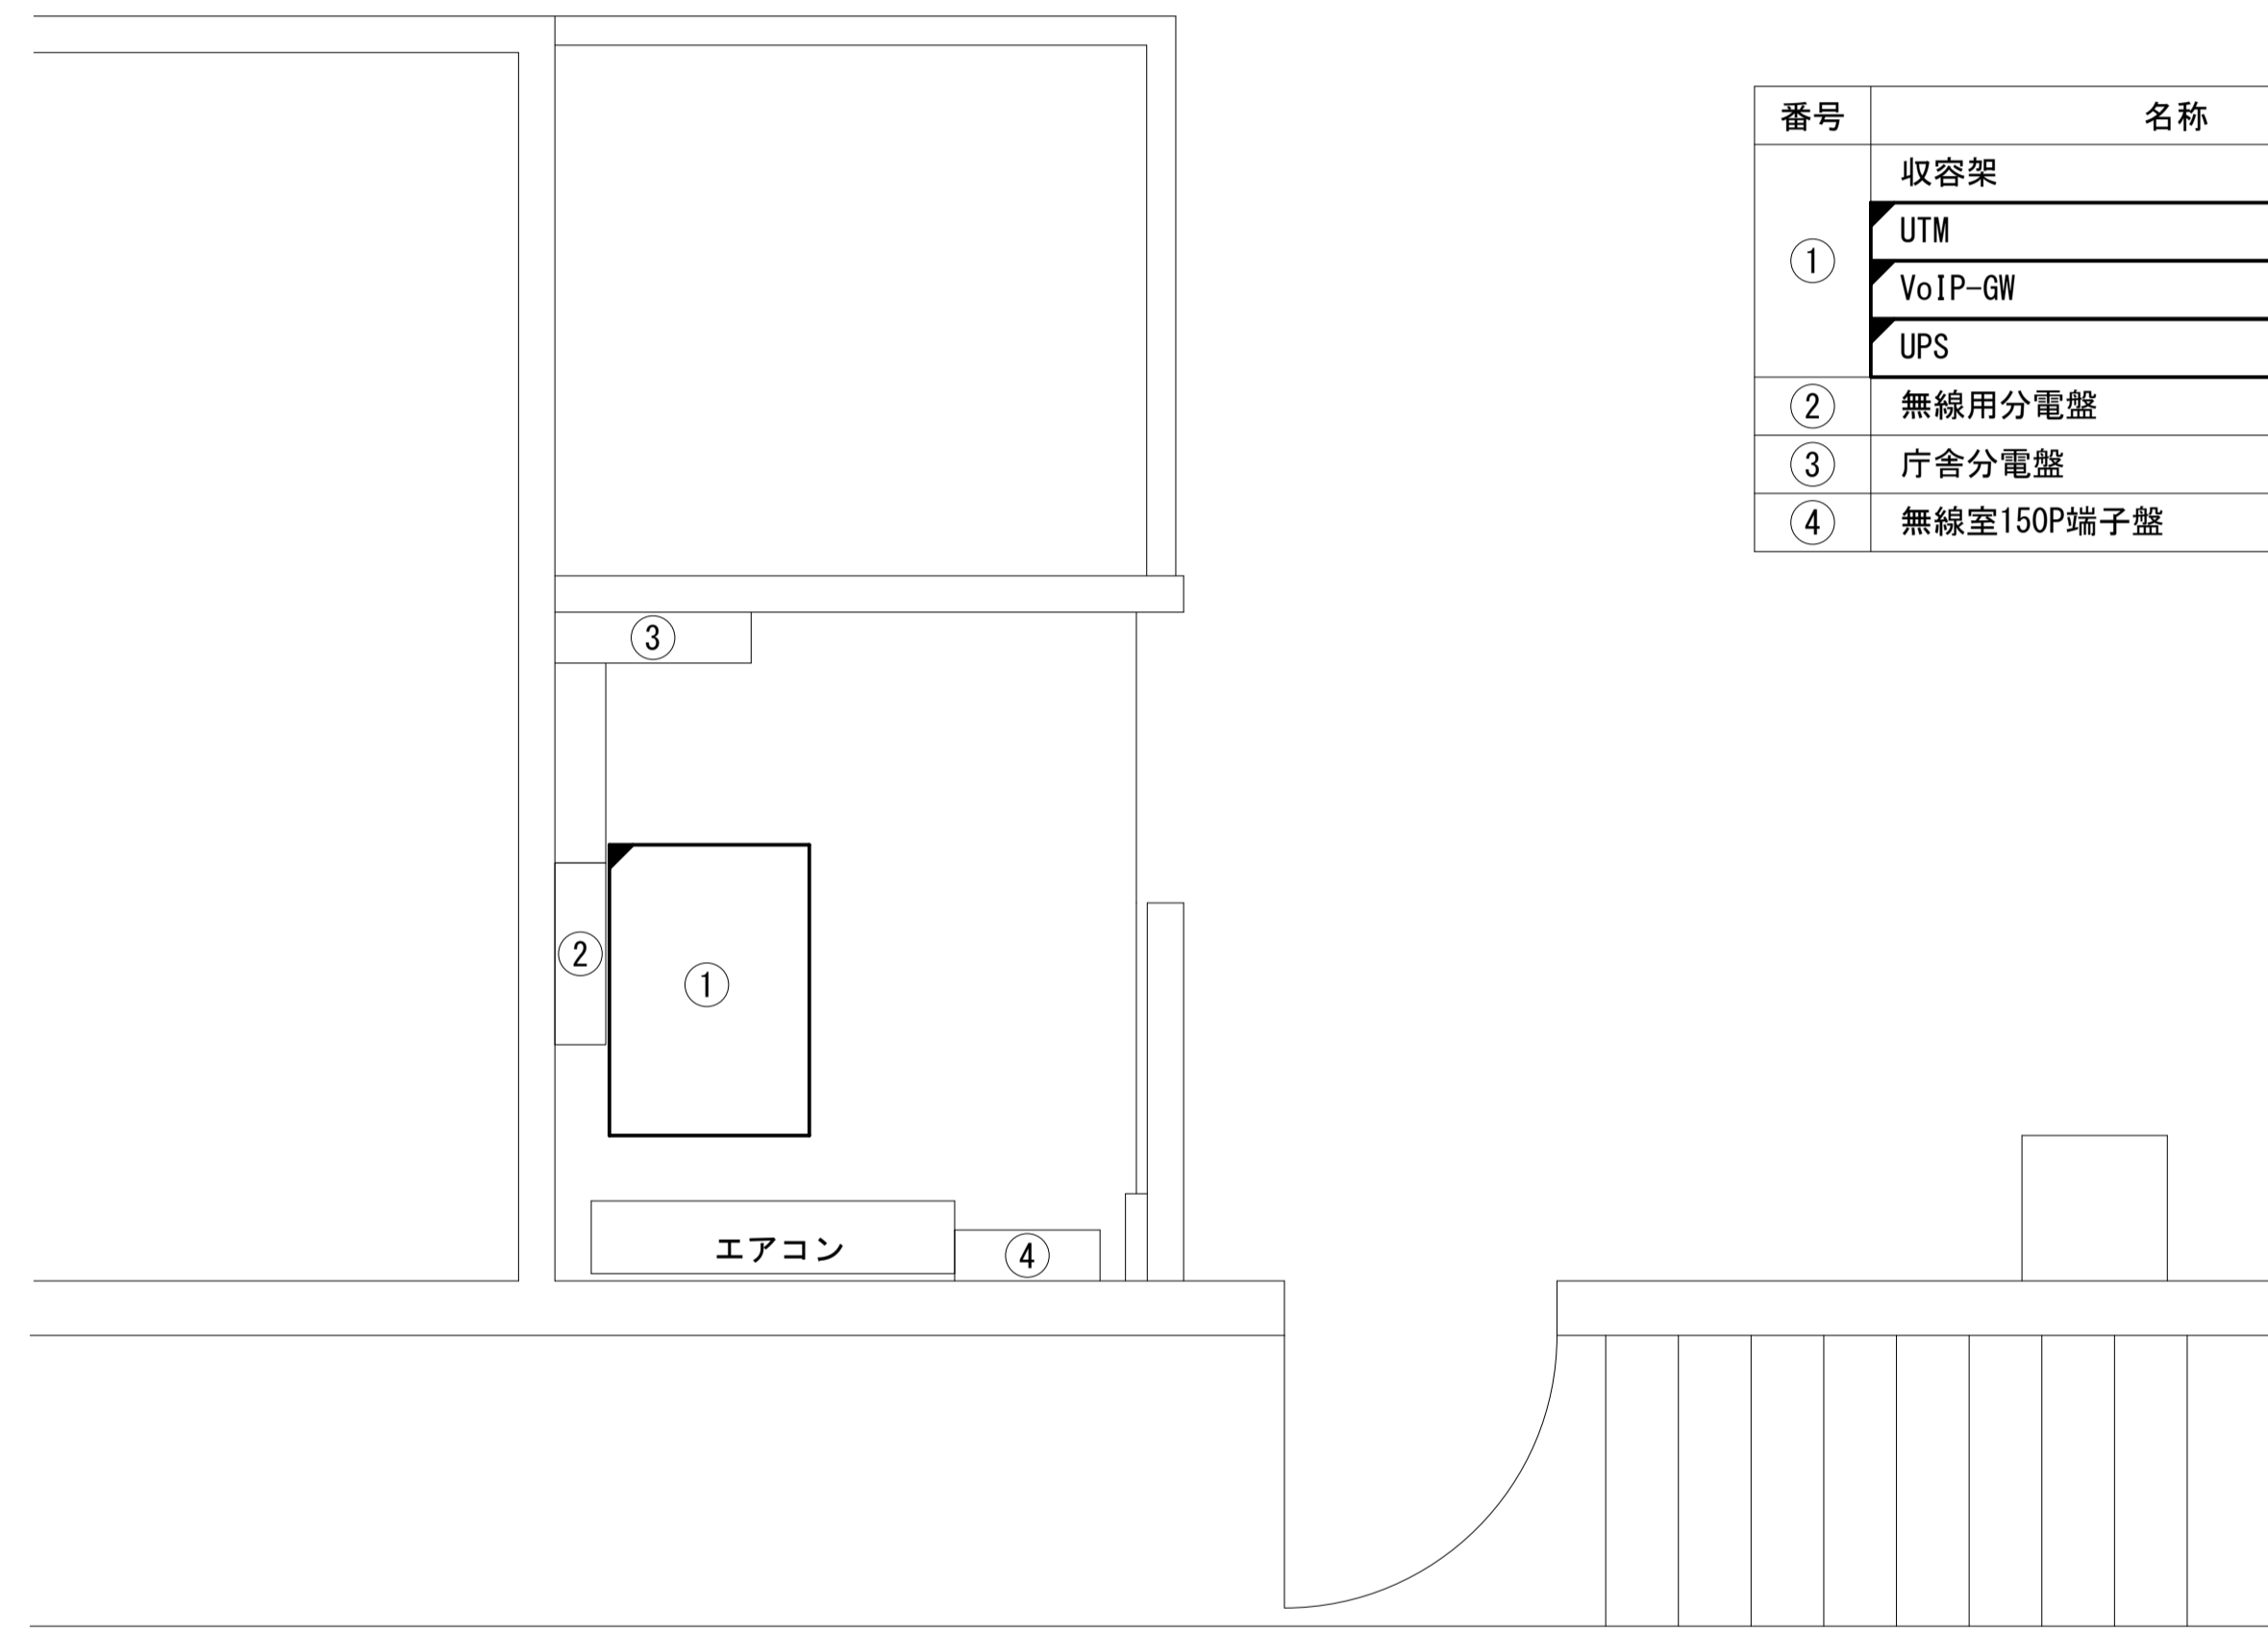 番号 名称
① 収容架
UTM
VoIP-GW
UPS
② 無線用分電盤
③ 庁舎分電盤
④ 無線室150P端子盤
③
②
①
エアコン
④